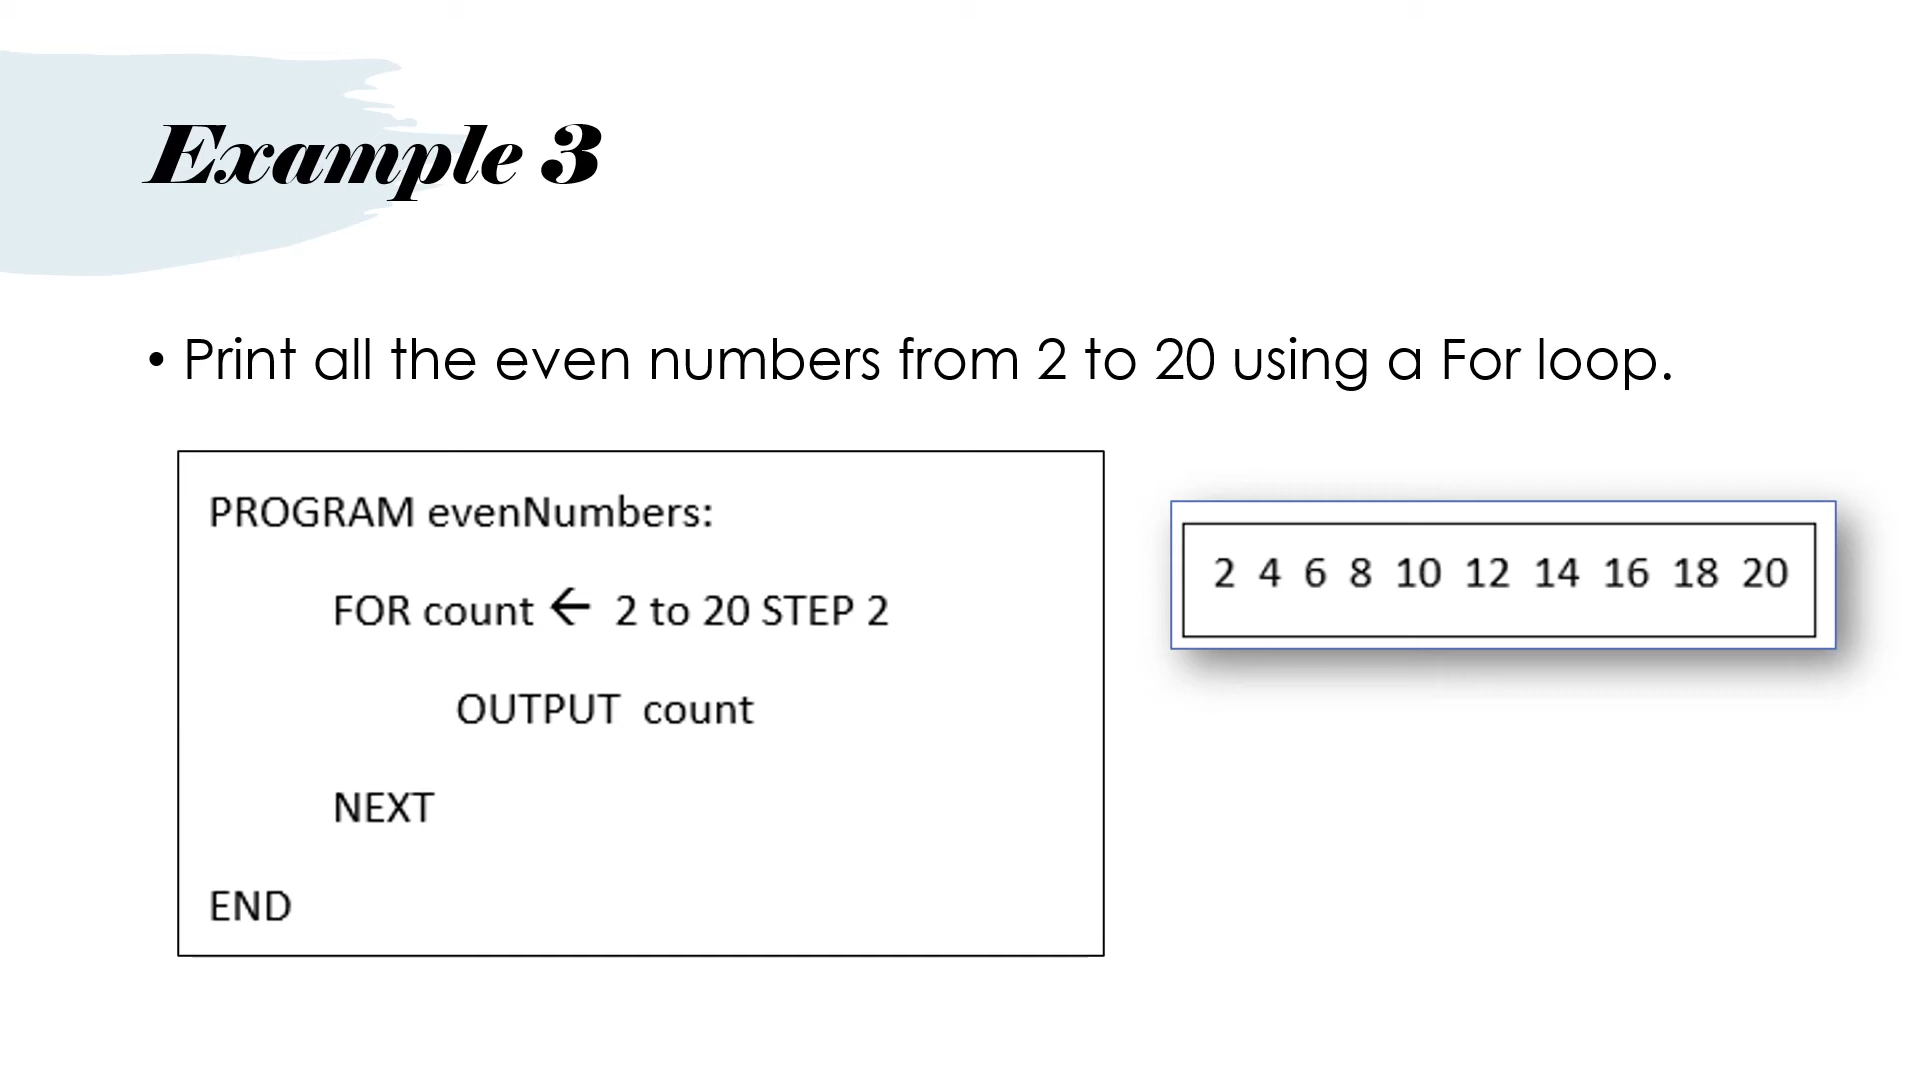 Example 3
• Print all the even numbers from 2 to 20 using a For loop.
PROGRAM evenNumbers:
FOR count ← 2 to 20 STEP 2
OUTPUT count
NEXT
END
2 4 6 8 10 12 14 16 18 20